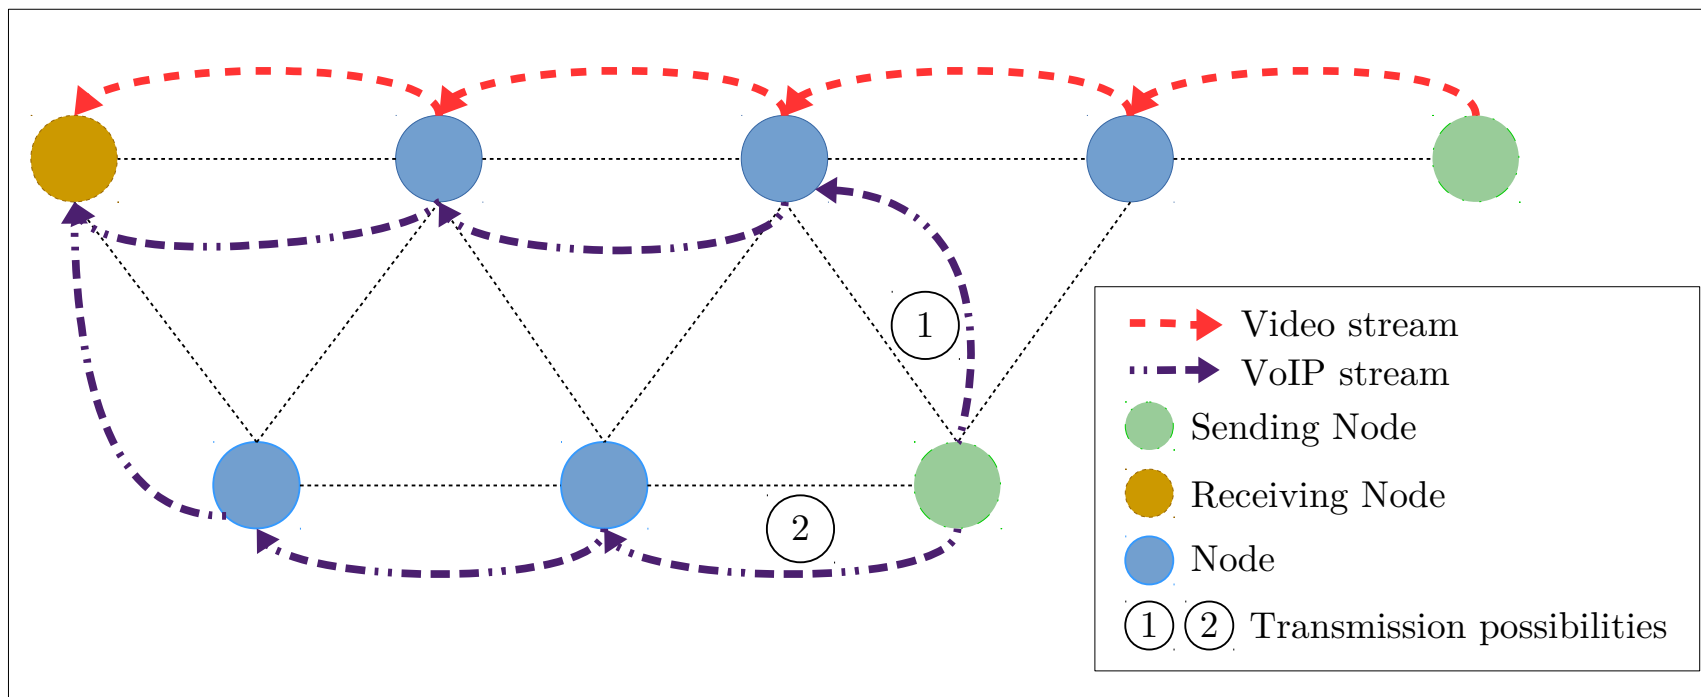 1
2
Video stream
VoIP stream
Sending Node
Receiving Node
Node
1 2 Transmission possibilities